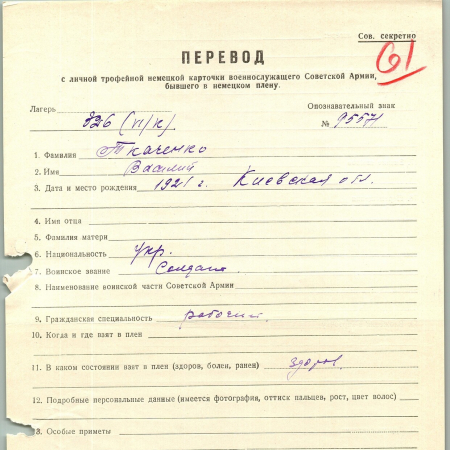 Сов. секретно
61
ПЕРЕВОД
с личной трофейной немецкой карточки военнослужащего Советской Армии,
бывшего в немецком плену.
Лагерь 326 (VI/K). Опознавательный знак
№ 95571
1. Фамилия Ткаченко
2. Имя Василий
3. Дата и место рождения 1921 г. Киевская обл.
4. Имя отца
5. Фамилия матери
6. Национальность Укр.
7. Воинское звание Солдат
8. Наименование воинской части Советской Армии
9. Гражданская специальность рабочий
10. Когда и где взят в плен
11. В каком состоянии взят в плен (здоров, болен, ранен) здоров
12. Подробные персональные данные (имеется фотография, оттиск пальцев, рост, цвет волос)
13. Особые приметы